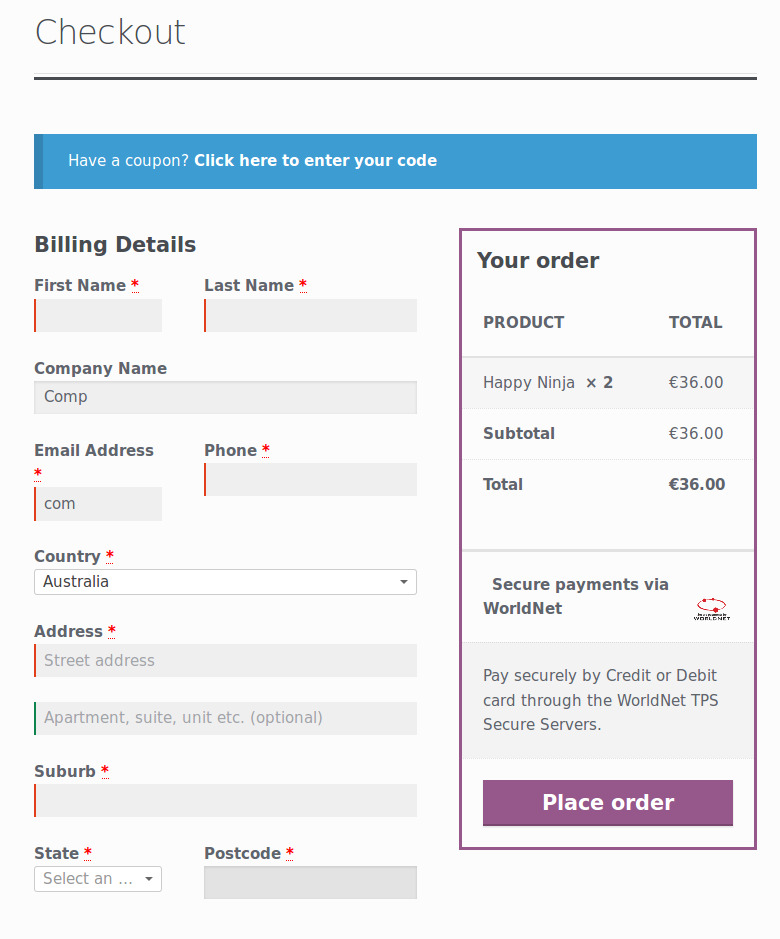 Checkout
Have a coupon? Click here to enter your code
Billing Details
First Name *
Last Name *
Company Name
Comp
Email Address
*
com
Phone *
Country *
Australia
Address *
Street address
Apartment, suite, unit etc. (optional)
Suburb *
State *
Select an ...
Postcode *
Your order
PRODUCT TOTAL
Happy Ninja × 2 €36.00
Subtotal €36.00
Total €36.00
Secure payments via
WorldNet
WORLDNET
Pay securely by Credit or Debit
card through the WorldNet TPS
Secure Servers.
Place order